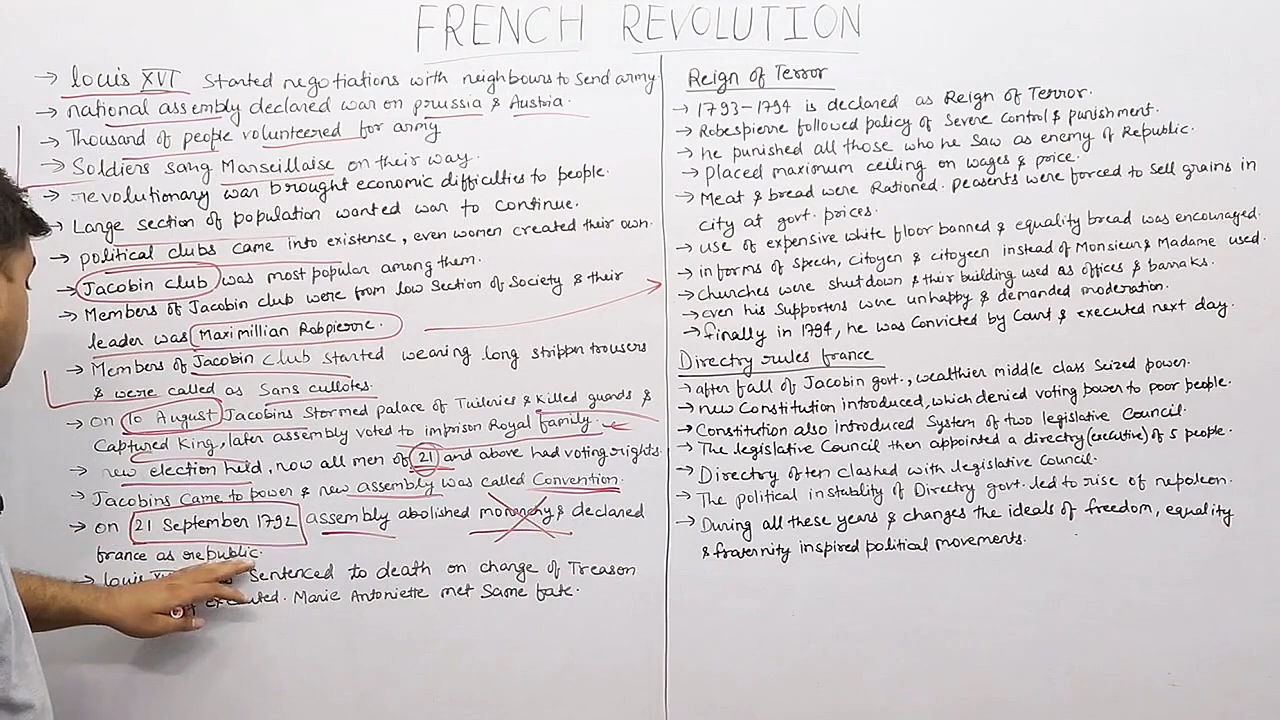 FRENCH REVOLUTION
→ Louis XVI started negotiations with neighbours to send army
→ national assembly declared war on prussia & Austria.
→ Thousand of people volunteered for army
→ Soldiers sang Marseillaise on their way.
→ revolutionary war brought economic difficulties to people.
→ Large section of population wanted war to continue.
→ political clubs came into existense, even women created their own.
→ Jacobin club was most popular among them.
→ Members of Jacobin club were from low section of Society & their
leader was Maximillian Robpierre.
→ Members of Jacobin club started wearing long strippn trousers
& were called as Sans cullotes.
→ on 10 August Jacobins stormed palace of Tuileries & killed guards &
Captured King, later assembly voted to imprison Royal family.
→ new election held, now all men of 21 and above had voting rights.
→ Jacobins came to power & new assembly was called Convention.
→ on 21 September 1792 assembly abolished monarchy & declared
france as republic.
→ Louis sentenced to death on change of Treason
executed. Marie Antoniette met same fate.
Reign of Terror
→ 1793-1794 is declared as Reign of Terror.
→ Robespierre followed policy of Severe control & punishment.
→ he punished all those who he saw as enemy of Republic.
→ placed maximum ceiling on wages & price.
→ Meat & bread were Rationed. peasents were forced to sell grains in
city at govt. prices.
→ use of expensive white floor banned & equality bread was encouraged.
→ in forms of speech, citoyen & citoyeen instead of Monsieur & Madame used.
→ churches were shut down & their building used as offices & barraks.
→ even his supporters were unhappy & demanded moderation.
→ finally in 1794, he was Convicted by Court & executed next day.
Directry rules france
→ after fall of Jacobin govt., wealthier middle class Seized power.
→ new Constitution introduced, which denied voting power to poor people.
→ Constitution also introduced System of two legislative Council.
→ The legislative Council then appointed a directry (executive) of 5 people.
→ Directry often clashed with legislative Council.
→ The political instablity of Directry govt. led to rise of nepoleon.
→ During all these years & changes the ideals of freedom, equality
& fraternity inspired political movements.